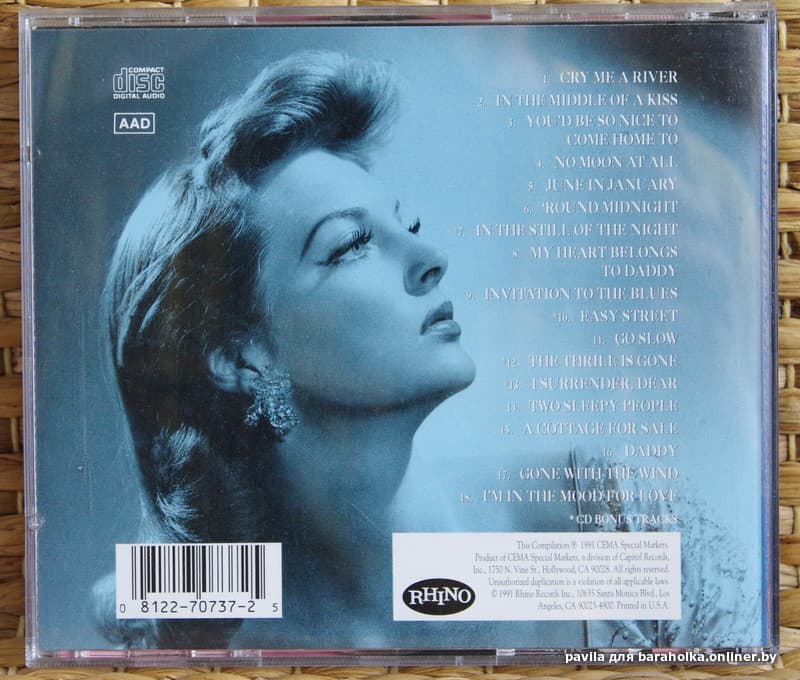 COMPACT
disc
DIGITAL AUDIO
AAD
1. CRY ME A RIVER
2. IN THE MIDDLE OF A KISS
3. YOU'D BE SO NICE TO
COME HOME TO
4. NO MOON AT ALL
5. JUNE IN JANUARY
6. 'ROUND MIDNIGHT
*7. IN THE STILL OF THE NIGHT
8. MY HEART BELONGS
TO DADDY
9. INVITATION TO THE BLUES
*10. EASY STREET
11. GO SLOW
*12. THE THRILL IS GONE
*13. I SURRENDER, DEAR
14. TWO SLEEPY PEOPLE
15. A COTTAGE FOR SALE
16. DADDY
17. GONE WITH THE WIND
18. I'M IN THE MOOD FOR LOVE
* CD BONUS TRACKS
This Compilation ℗ 1991 CEMA Special Markets.
Product of CEMA Special Markets, a division of Capitol Records,
Inc., 1750 N. Vine St., Hollywood, CA 90028. All rights reserved.
Unauthorized duplication is a violation of all applicable laws.
© 1991 Rhino Records Inc., 10635 Santa Monica Blvd., Los
Angeles, CA 90025-4900. Printed in U.S.A.
RHINO
0 8122-70737-2 5
pavila для baraholka.onliner.by